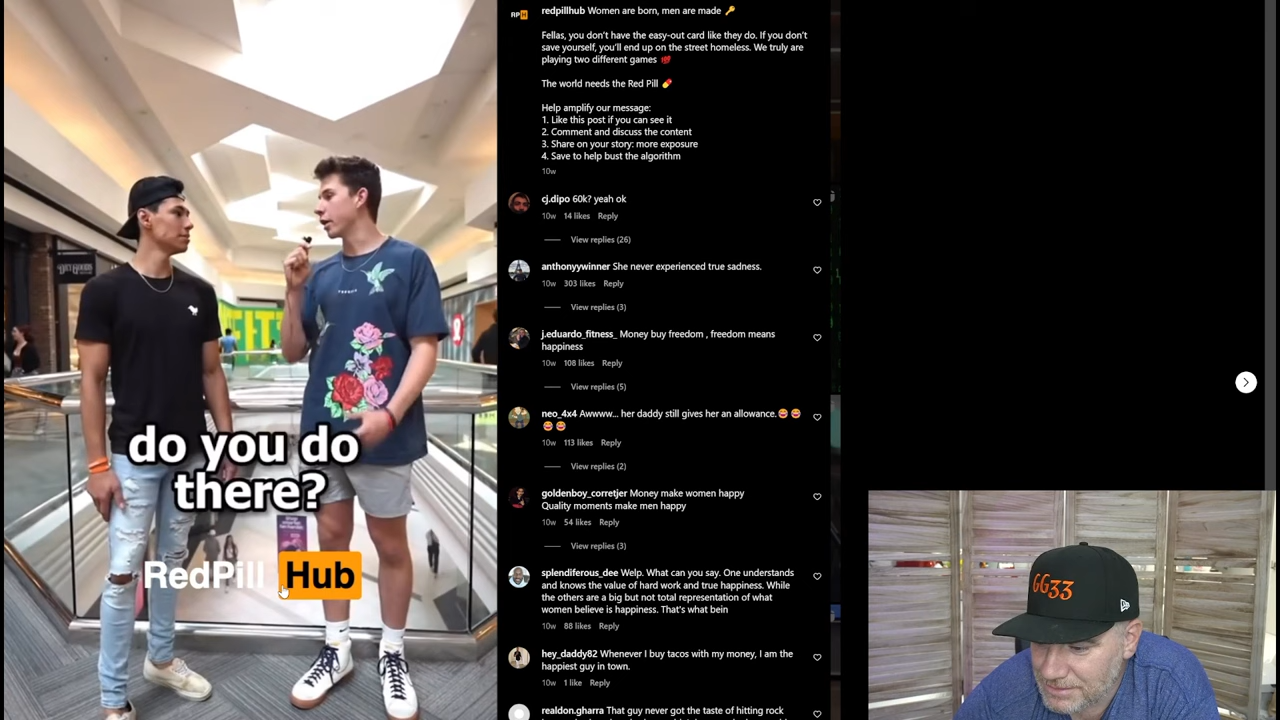 do you do
there?
RedPill Hub
RPH
redpillhub Women are born, men are made 🔑
Fellas, you don't have the easy-out card like they do. If you don't
save yourself, you'll end up on the street homeless. We truly are
playing two different games 💯
The world needs the Red Pill 💊
Help amplify our message:
1. Like this post if you can see it
2. Comment and discuss the content
3. Share on your story: more exposure
4. Save to help bust the algorithm
10w
cj.dipo 60k? yeah ok
10w 14 likes Reply
View replies (26)
anthonyywinner She never experienced true sadness.
10w 303 likes Reply
View replies (3)
j.eduardo_fitness_ Money buy freedom , freedom means
happiness
10w 108 likes Reply
View replies (5)
neo_4x4 Awwww... her daddy still gives her an allowance.😂😂
😂😂
10w 113 likes Reply
View replies (2)
goldenboy_corretjer Money make women happy
Quality moments make men happy
10w 54 likes Reply
View replies (3)
splendiferous_dee Welp. What can you say. One understands
and knows the value of hard work and true happiness. While
the others are a big but not total representation of what
women believe is happiness. That's what bein
10w 88 likes Reply
hey_daddy82 Whenever I buy tacos with my money, I am the
happiest guy in town.
10w 1 like Reply
realdon.gharra That guy never got the taste of hitting rock
GG33